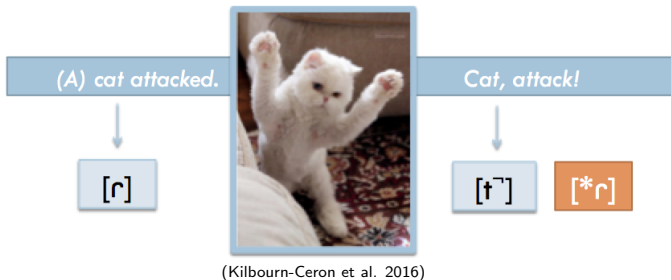 (A) cat attacked.
Cat, attack!
[ɾ]
[t̚]
[*ɾ]
(Kilbourn-Ceron et al. 2016)